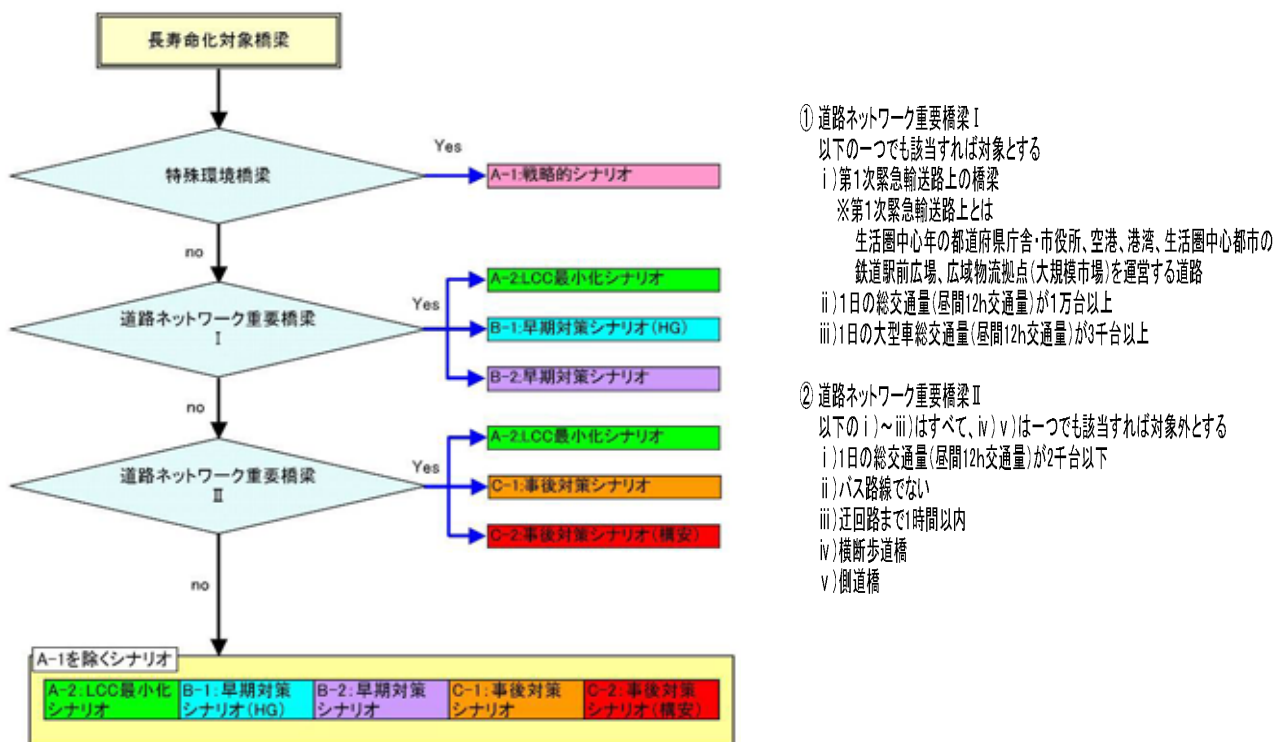 長寿命化対象橋梁
特殊環境橋梁
Yes
A-1:戦略的シナリオ
no
道路ネットワーク重要橋梁
Ⅰ
Yes
A-2:LCC最小化シナリオ
B-1:早期対策シナリオ(HG)
B-2:早期対策シナリオ
no
道路ネットワーク重要橋梁
Ⅱ
Yes
A-2:LCC最小化シナリオ
C-1:事後対策シナリオ
C-2:事後対策シナリオ(構安)
no
A-1を除くシナリオ
A-2:LCC最小化
シナリオ
B-1:早期対策
シナリオ(HG)
B-2:早期対策
シナリオ
C-1:事後対策
シナリオ
C-2:事後対策
シナリオ(構安)
① 道路ネットワーク重要橋梁Ⅰ
以下の一つでも該当すれば対象とする
ⅰ)第1次緊急輸送路上の橋梁
※第1次緊急輸送路上とは
生活圏中心年の都道府県庁舎・市役所、空港、港湾、生活圏中心都市の
鉄道駅前広場、広域物流拠点(大規模市場)を運営する道路
ⅱ)1日の総交通量(昼間12h交通量)が1万台以上
ⅲ)1日の大型車総交通量(昼間12h交通量)が3千台以上
② 道路ネットワーク重要橋梁Ⅱ
以下のⅰ)～ⅲ)はすべて、ⅳ)ⅴ)は一つでも該当すれば対象外とする
ⅰ)1日の総交通量(昼間12h交通量)が2千台以下
ⅱ)バス路線でない
ⅲ)迂回路まで1時間以内
ⅳ)横断歩道橋
ⅴ)側道橋